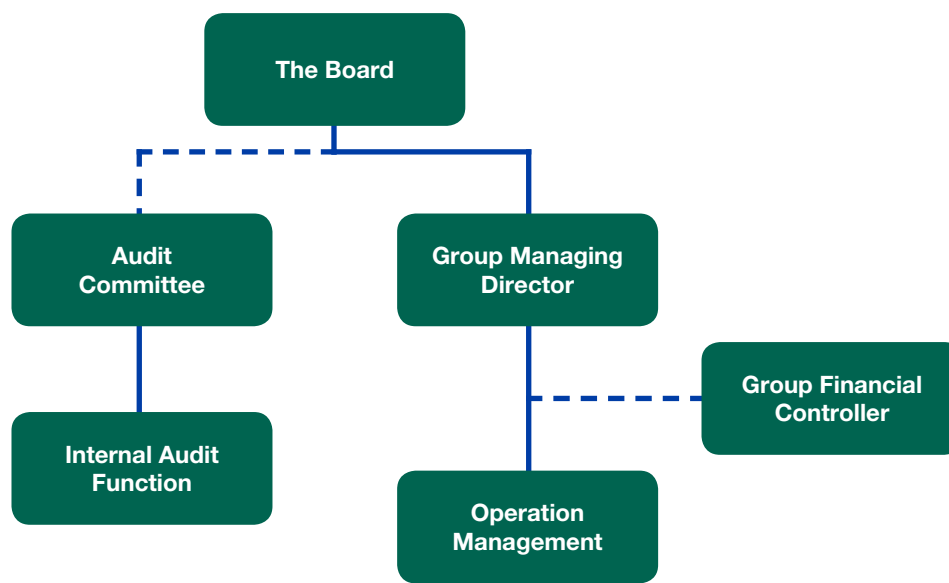 The Board
Audit
Committee
Group Managing
Director
Group Financial
Controller
Internal Audit
Function
Operation
Management